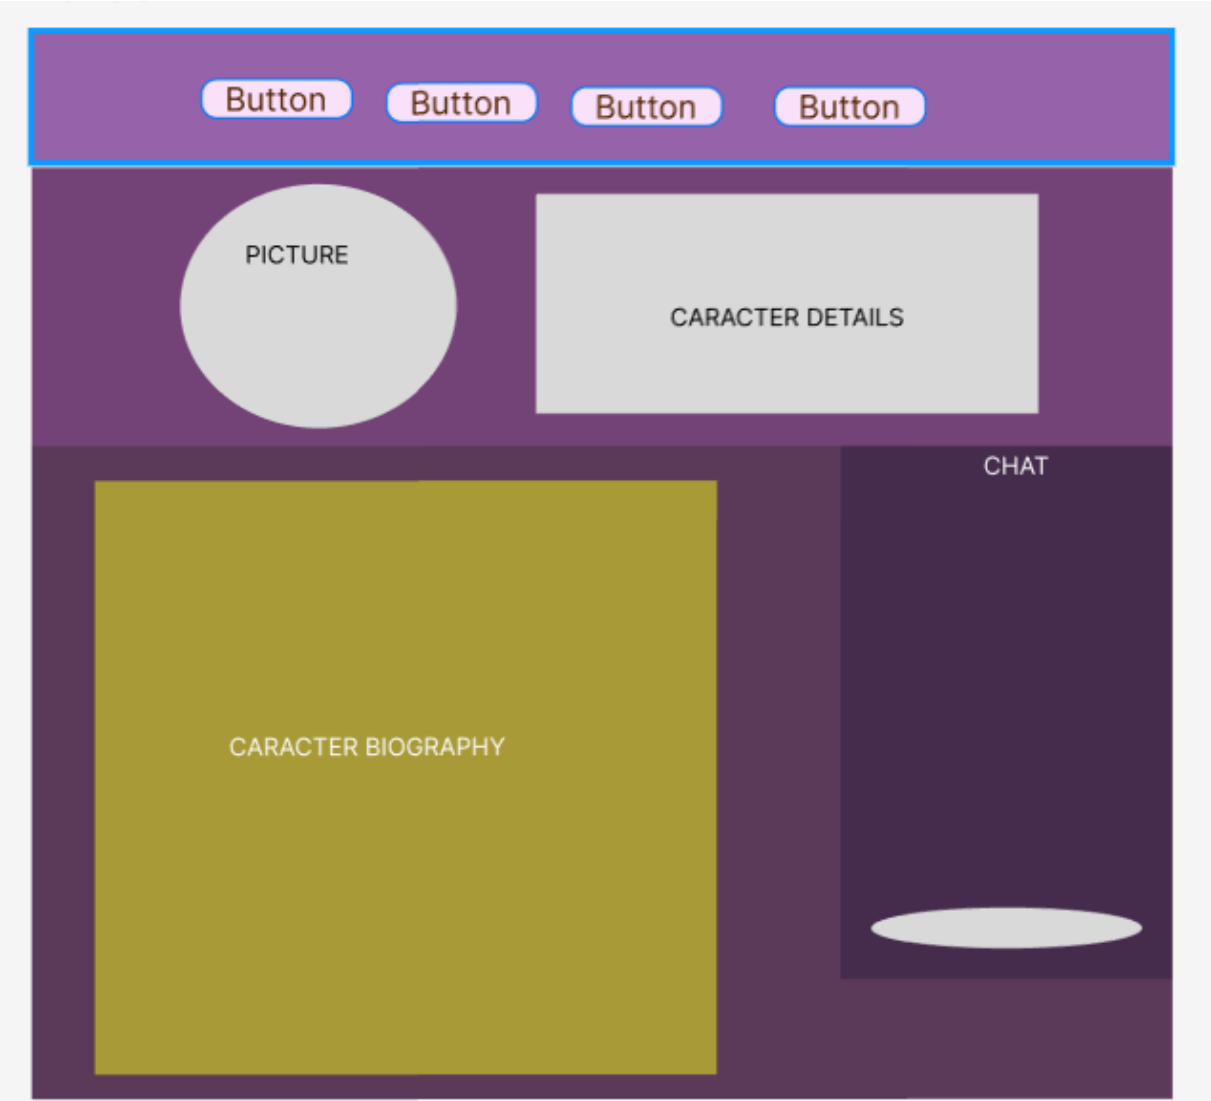 Button
Button
Button
Button
PICTURE
CARACTER DETAILS
CHAT
CARACTER BIOGRAPHY